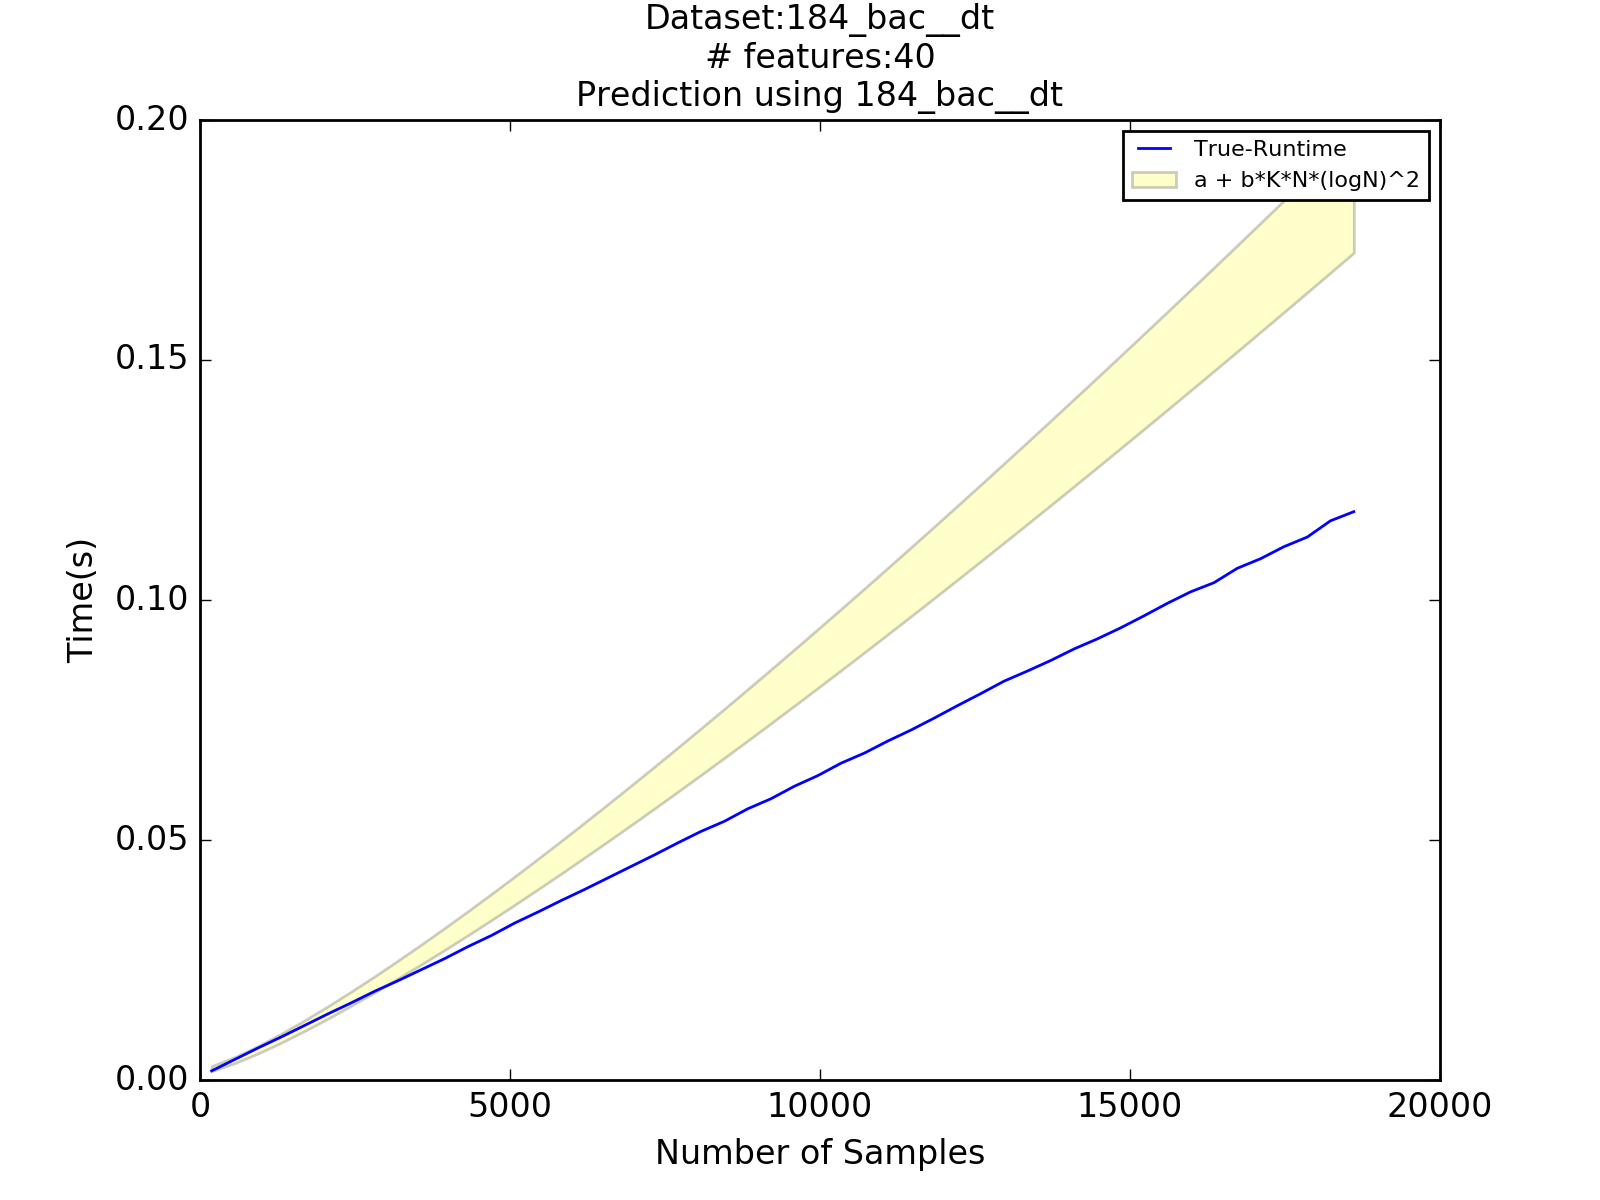 Dataset:184_bac__dt
# features:40
Prediction using 184_bac__dt
True-Runtime
a + b*K*N*(logN)^2
0.20
0.15
0.10
0.05
0.00
Time(s)
0 5000 10000 15000 20000
Number of Samples